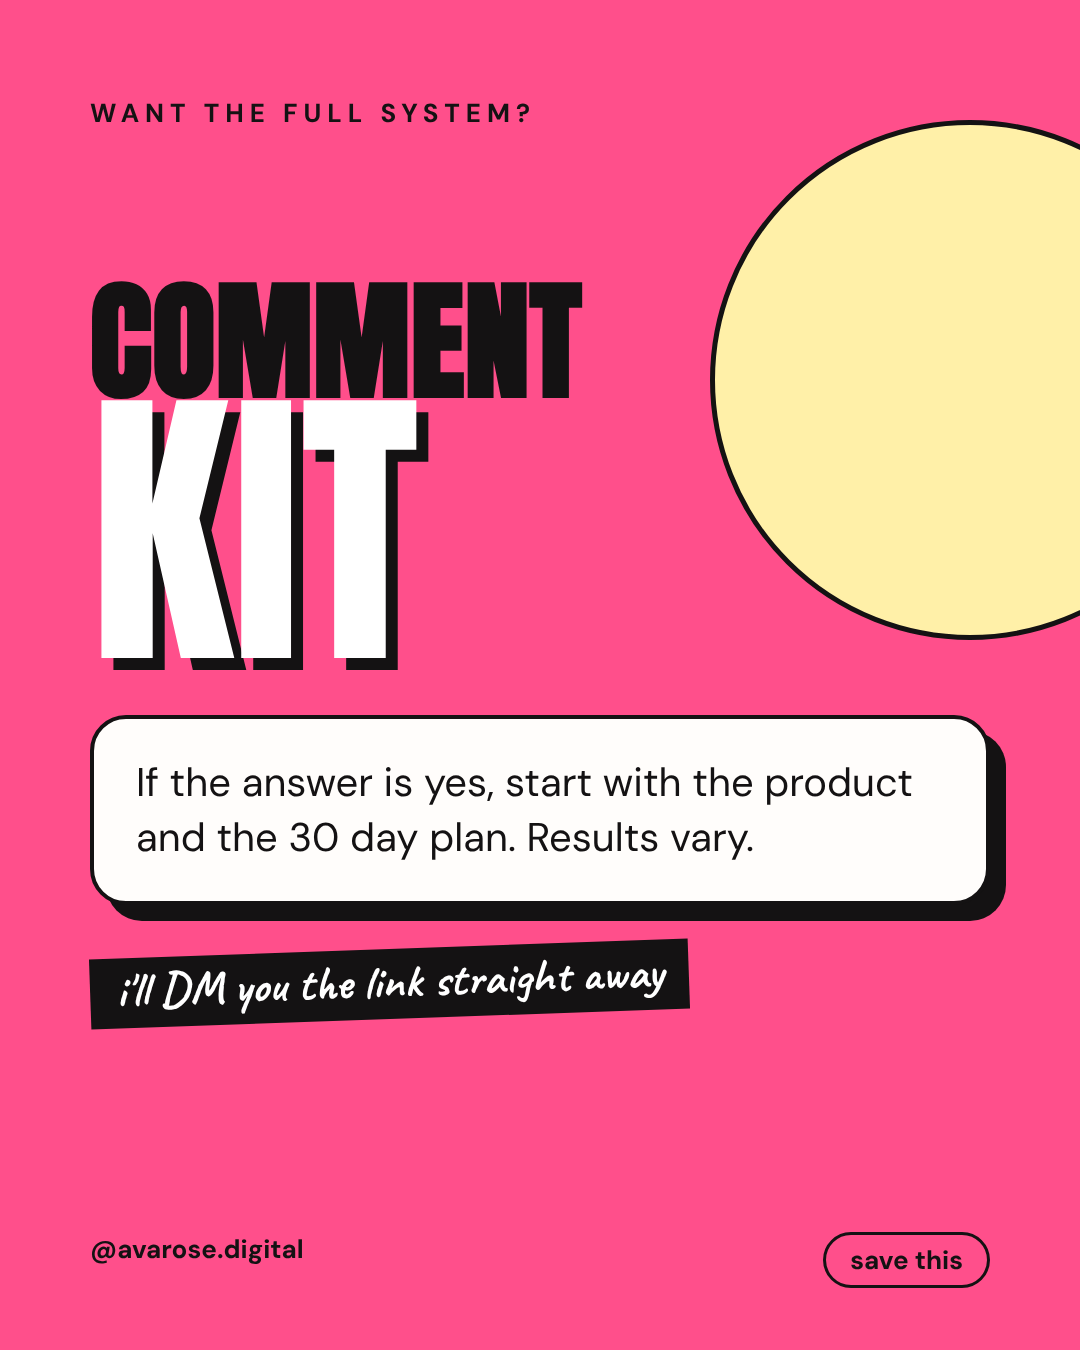 WANT THE FULL SYSTEM?
COMMENT
KIT
If the answer is yes, start with the product
and the 30 day plan. Results vary.
i'll DM you the link straight away
@avarose.digital
save this